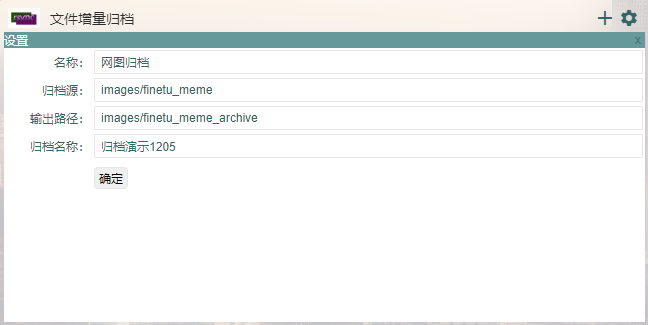 rsync 文件增量归档
设置 x
名称： 网图归档
归档源： images/finetu_meme
输出路径： images/finetu_meme_archive
归档名称： 归档演示1205
确定